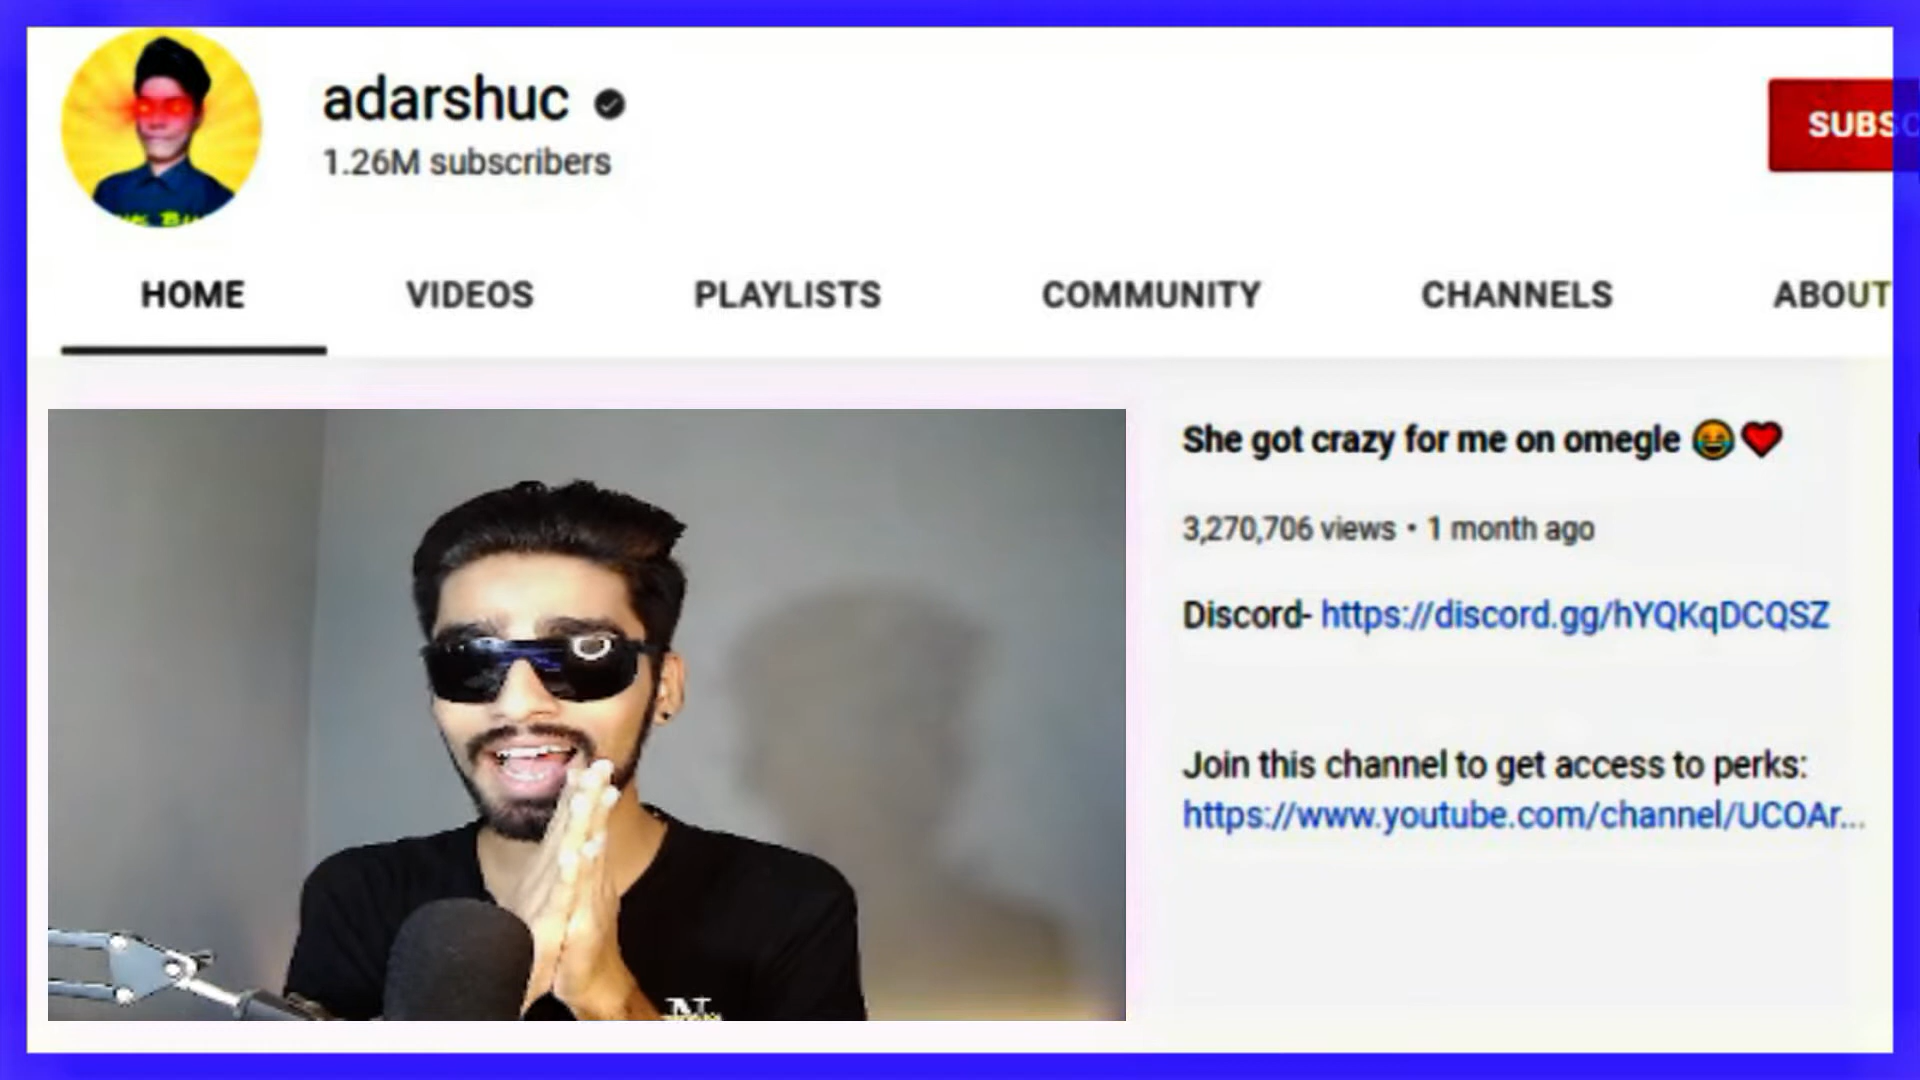 adarshuc
1.26M subscribers
SUBSC
HOME VIDEOS PLAYLISTS COMMUNITY CHANNELS ABOUT
She got crazy for me on omegle 😂❤️
3,270,706 views • 1 month ago
Discord- https://discord.gg/hYQKqDCQSZ
Join this channel to get access to perks:
https://www.youtube.com/channel/UCOAr...